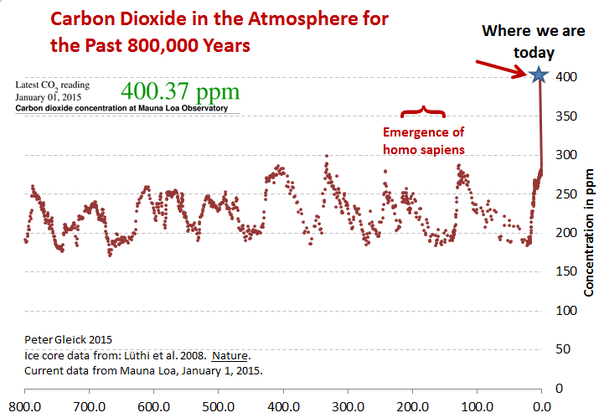 Carbon Dioxide in the Atmosphere for
the Past 800,000 Years
Where we are
today
Latest CO2 reading
January 01, 2015
400.37 ppm
Carbon dioxide concentration at Mauna Loa Observatory
Emergence of
homo sapiens
400
350
300
250
200
150
100
50
0
Concentration in ppm
Peter Gleick 2015
Ice core data from: Lüthi et al. 2008. Nature.
Current data from Mauna Loa, January 1, 2015.
800.0 700.0 600.0 500.0 400.0 300.0 200.0 100.0 0.0